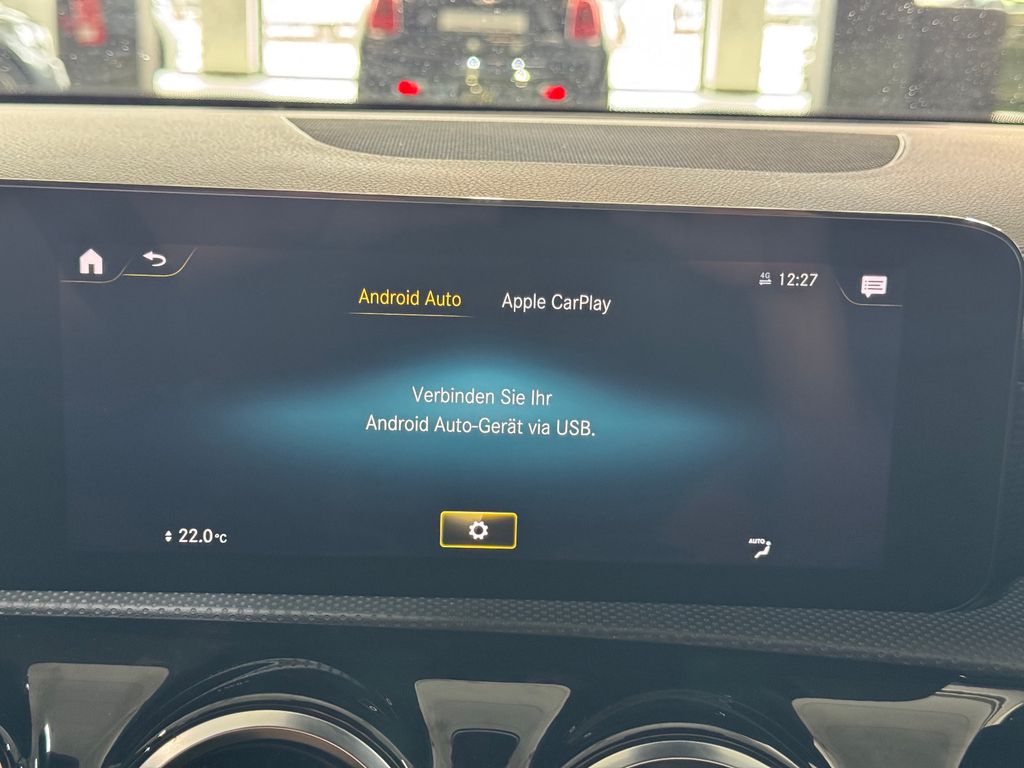 4G 12:27
Android Auto Apple CarPlay
Verbinden Sie Ihr
Android Auto-Gerät via USB.
22.0°C
AUTO